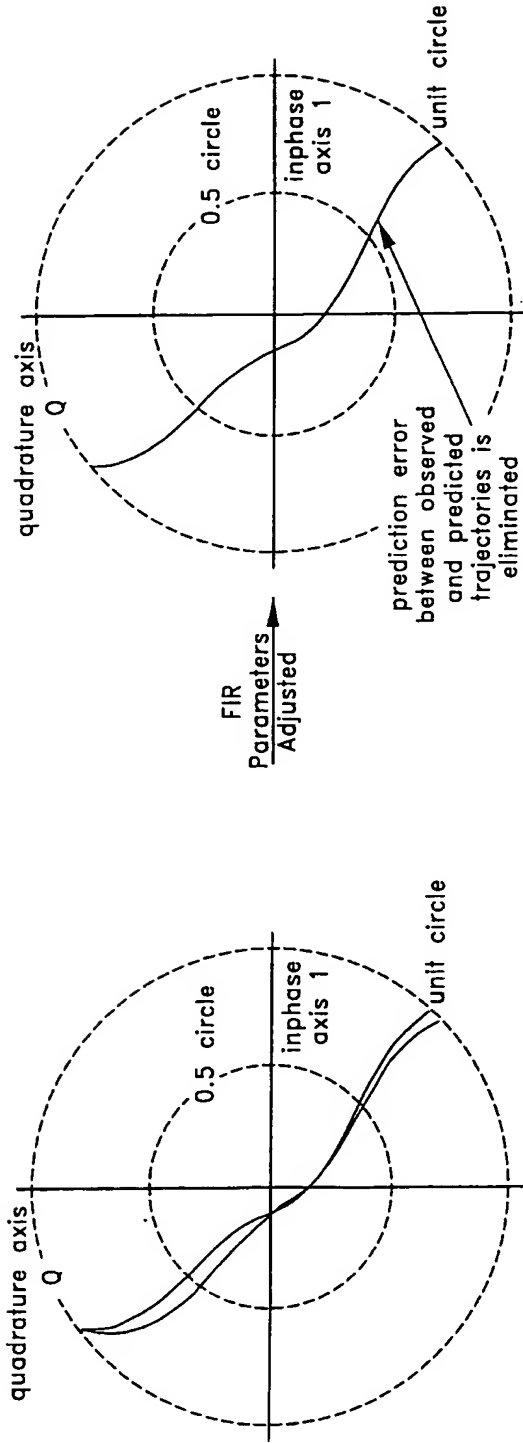 quadrature axis
Q
0.5 circle
inphase
axis 1
unit circle
FIR
Parameters
Adjusted
quadrature axis
Q
0.5 circle
inphase
axis 1
unit circle
prediction error
between observed
and predicted
trajectories is
eliminated